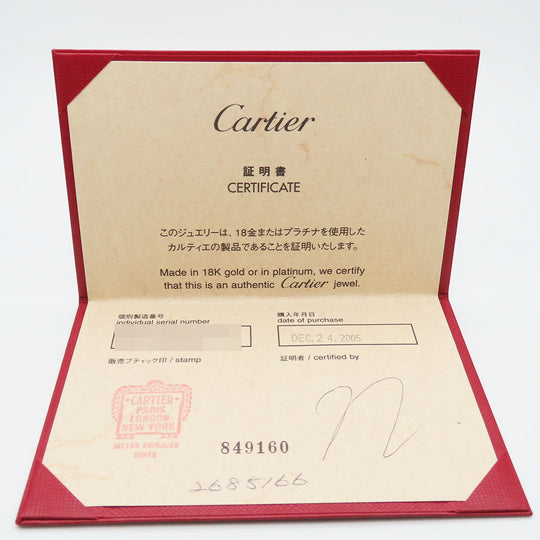 Cartier
証明書
CERTIFICATE
このジュエリーは、18金またはプラチナを使用した
カルティエの製品であることを証明いたします。
Made in 18K gold or in platinum, we certify
that this is an authentic Cartier jewel.
個別製造番号
individual serial number
購入年月日
date of purchase
DEC.24.2005
販売ブティック印 / stamp
証明者 / certified by
CARTIER
PARIS
LONDON
NEW YORK
ISETAN SHINJUKU
TOKYO
849160
2685166